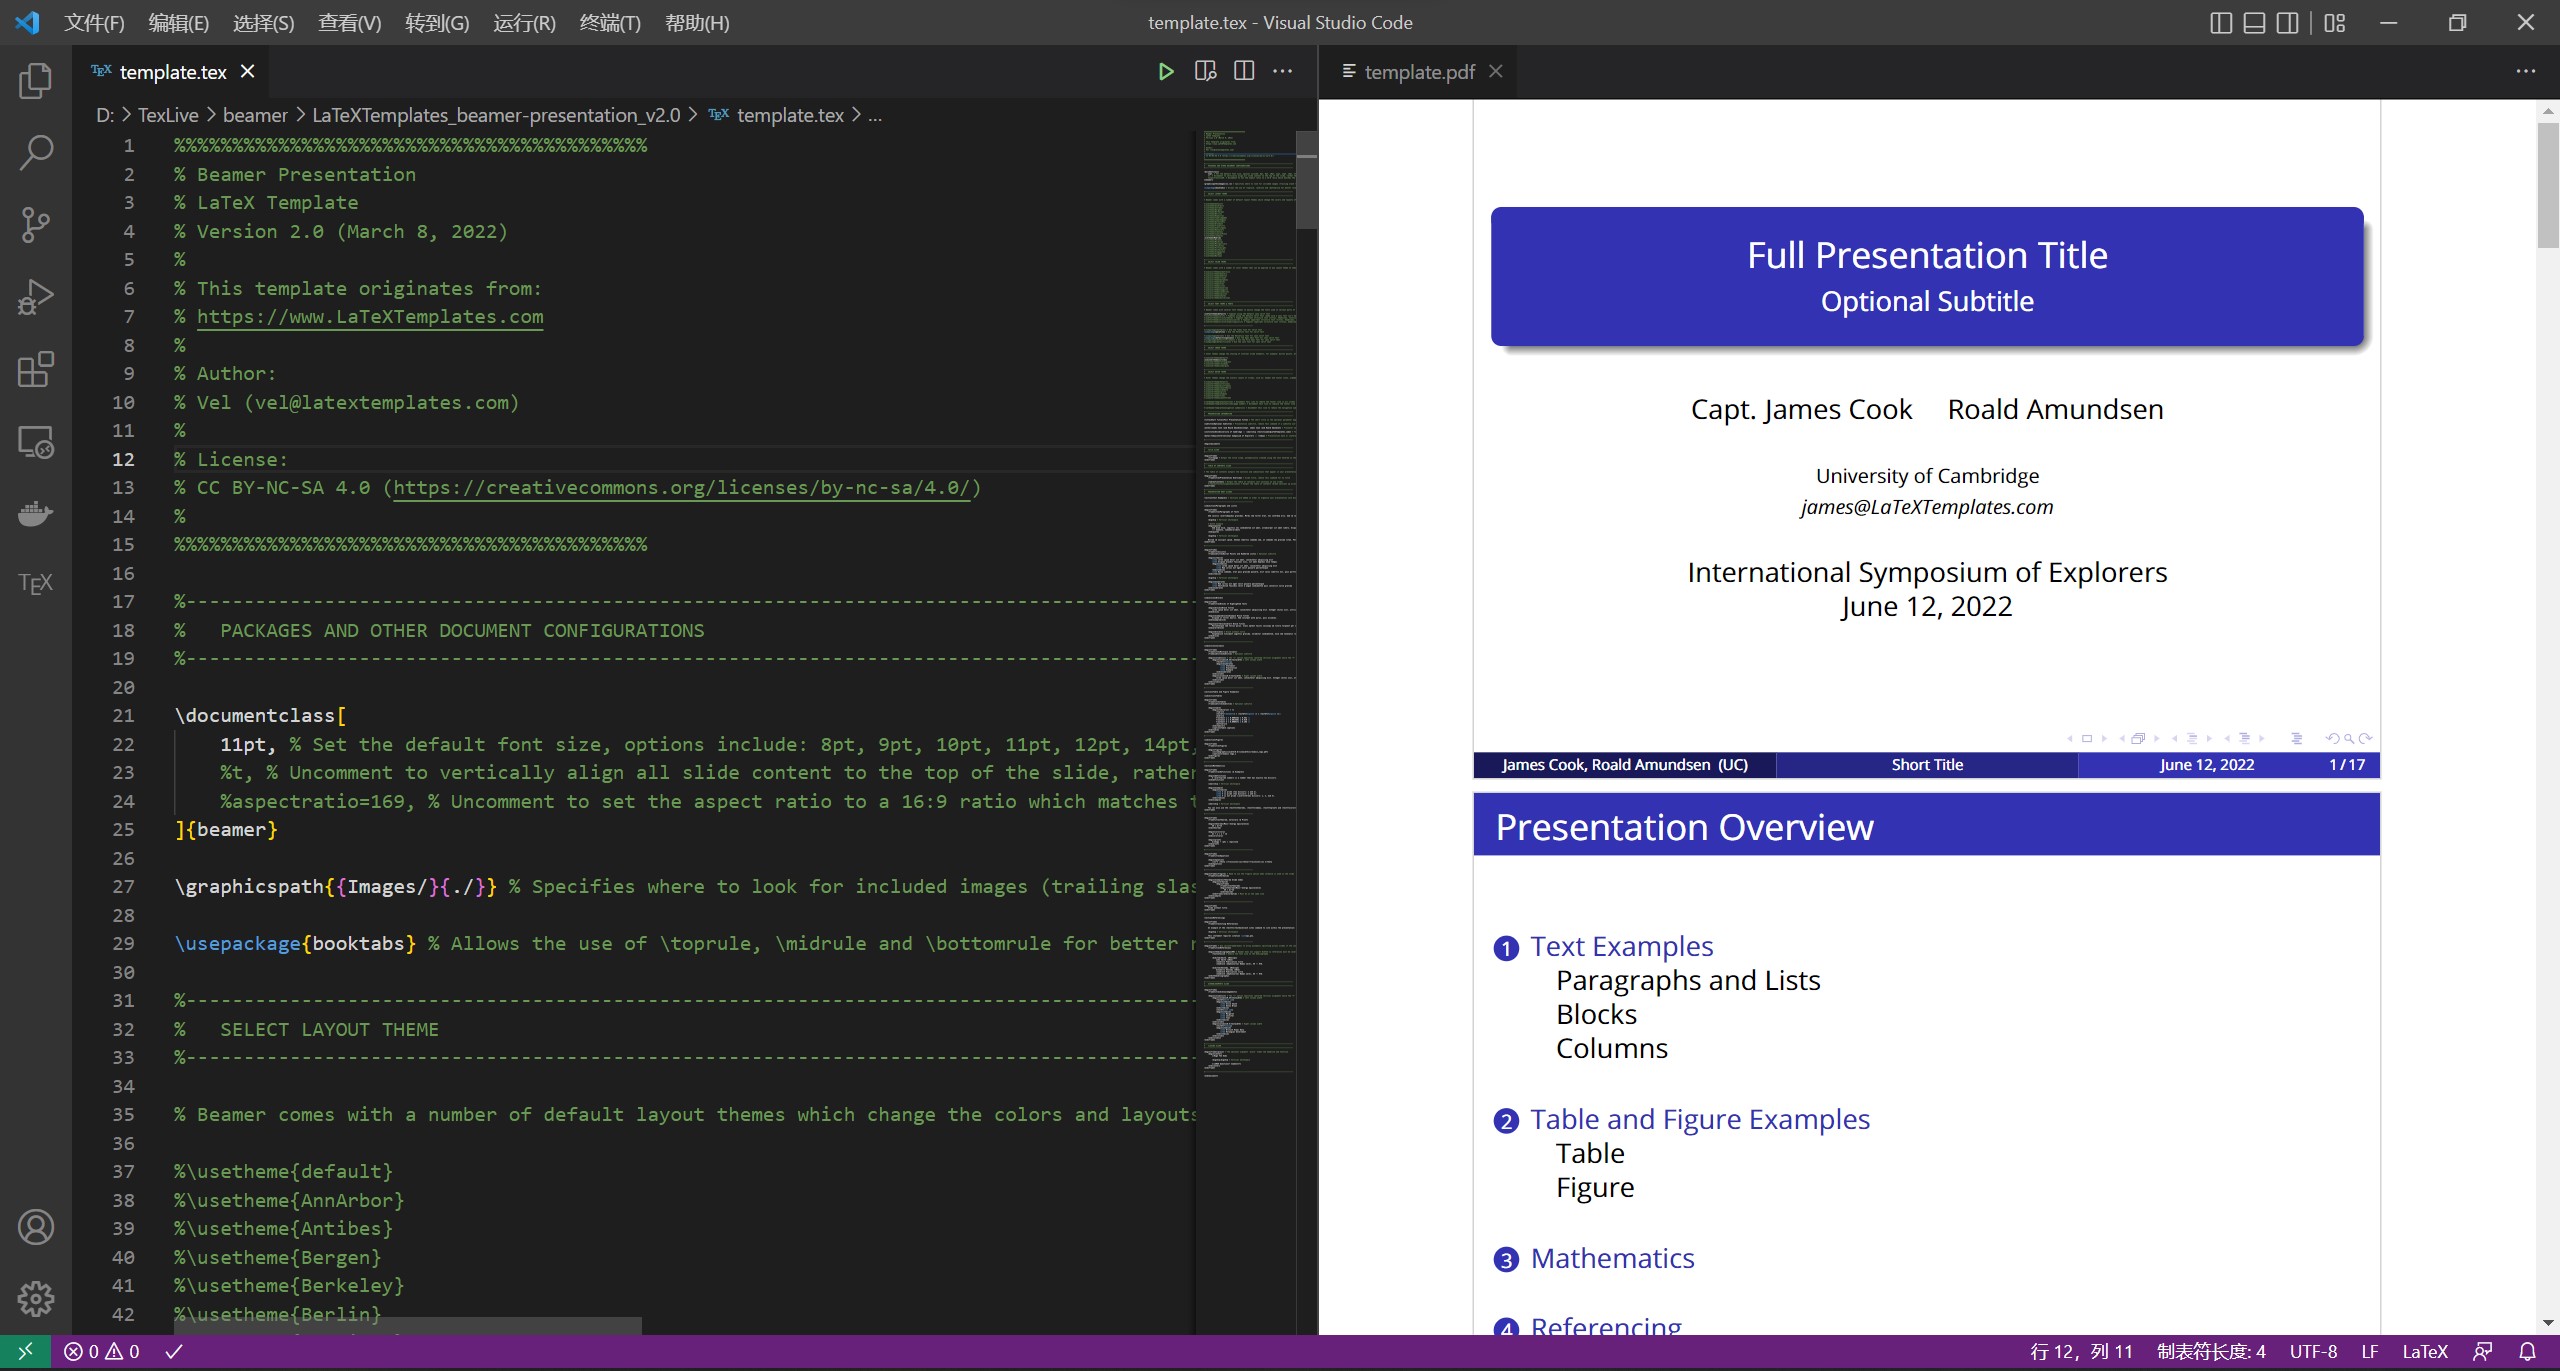 文件(F) 编辑(E) 选择(S) 查看(V) 转到(G) 运行(R) 终端(T) 帮助(H)
template.tex - Visual Studio Code
TEX template.tex
D: > TexLive > beamer > LaTeXTemplates_beamer-presentation_v2.0 > TEX template.tex > ...
1 %%%%%%%%%%%%%%%%%%%%%%%%%%%%%%%%%%%%%%%%%
2 % Beamer Presentation
3 % LaTeX Template
4 % Version 2.0 (March 8, 2022)
5 %
6 % This template originates from:
7 % https://www.LaTeXTemplates.com
8 %
9 % Author:
10 % Vel (vel@latextemplates.com)
11 %
12 % License:
13 % CC BY-NC-SA 4.0 (https://creativecommons.org/licenses/by-nc-sa/4.0/)
14 %
15 %%%%%%%%%%%%%%%%%%%%%%%%%%%%%%%%%%%%%%%%%
16
17 %----------------------------------------------------------------------------------------
18 % PACKAGES AND OTHER DOCUMENT CONFIGURATIONS
19 %----------------------------------------------------------------------------------------
20
21 \documentclass[
22 11pt, % Set the default font size, options include: 8pt, 9pt, 10pt, 11pt, 12pt, 14pt,
23 %t, % Uncomment to vertically align all slide content to the top of the slide, rather
24 %aspectratio=169, % Uncomment to set the aspect ratio to a 16:9 ratio which matches t
25 ]{beamer}
26
27 \graphicspath{{Images/}{./}} % Specifies where to look for included images (trailing slas
28
29 \usepackage{booktabs} % Allows the use of \toprule, \midrule and \bottomrule for better r
30
31 %----------------------------------------------------------------------------------------
32 % SELECT LAYOUT THEME
33 %----------------------------------------------------------------------------------------
34
35 % Beamer comes with a number of default layout themes which change the colors and layouts
36
37 %\usetheme{default}
38 %\usetheme{AnnArbor}
39 %\usetheme{Antibes}
40 %\usetheme{Bergen}
41 %\usetheme{Berkeley}
42 %\usetheme{Berlin}
TEX
template.pdf
Full Presentation Title
Optional Subtitle
Capt. James Cook Roald Amundsen
University of Cambridge
james@LaTeXTemplates.com
International Symposium of Explorers
June 12, 2022
James Cook, Roald Amundsen (UC) Short Title June 12, 2022 1 / 17
Presentation Overview
1 Text Examples
Paragraphs and Lists
Blocks
Columns
2 Table and Figure Examples
Table
Figure
3 Mathematics
4 Referencing
0 0
行 12，列 11 制表符长度: 4 UTF-8 LF LaTeX